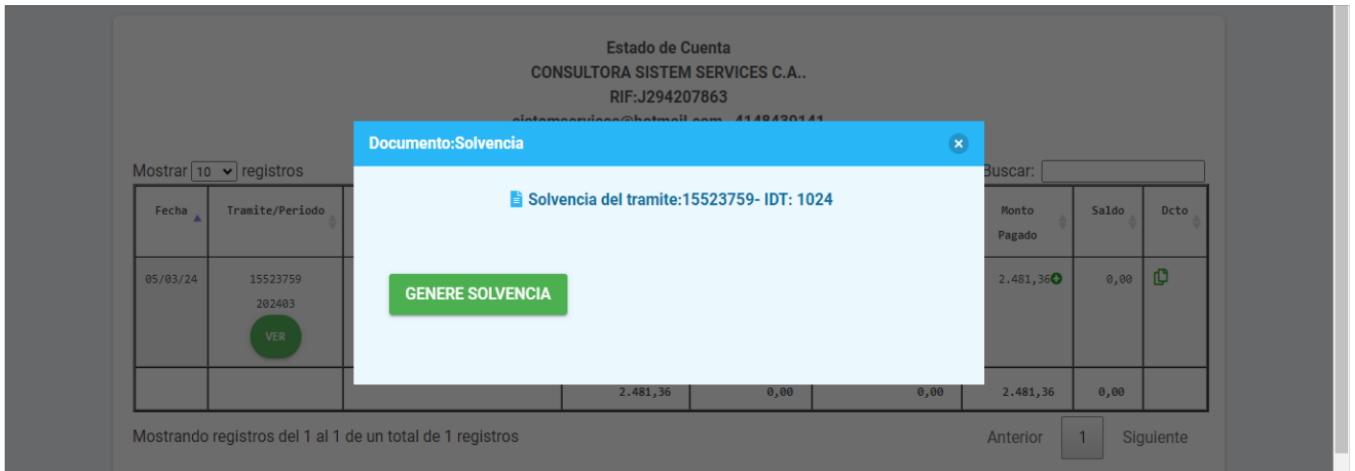 Estado de Cuenta
CONSULTORA SISTEM SERVICES C.A..
RIF:J294207863
Documento:Solvencia
Mostrar 10 registros
Buscar:
Solvencia del tramite:15523759- IDT: 1024
Fecha Tramite/Periodo Monto Pagado Saldo Dcto
05/03/24 15523759 2.481,36 0,00
202403
VER
GENERE SOLVENCIA
2.481,36 0,00 0,00 2.481,36 0,00
Mostrando registros del 1 al 1 de un total de 1 registros
Anterior 1 Siguiente